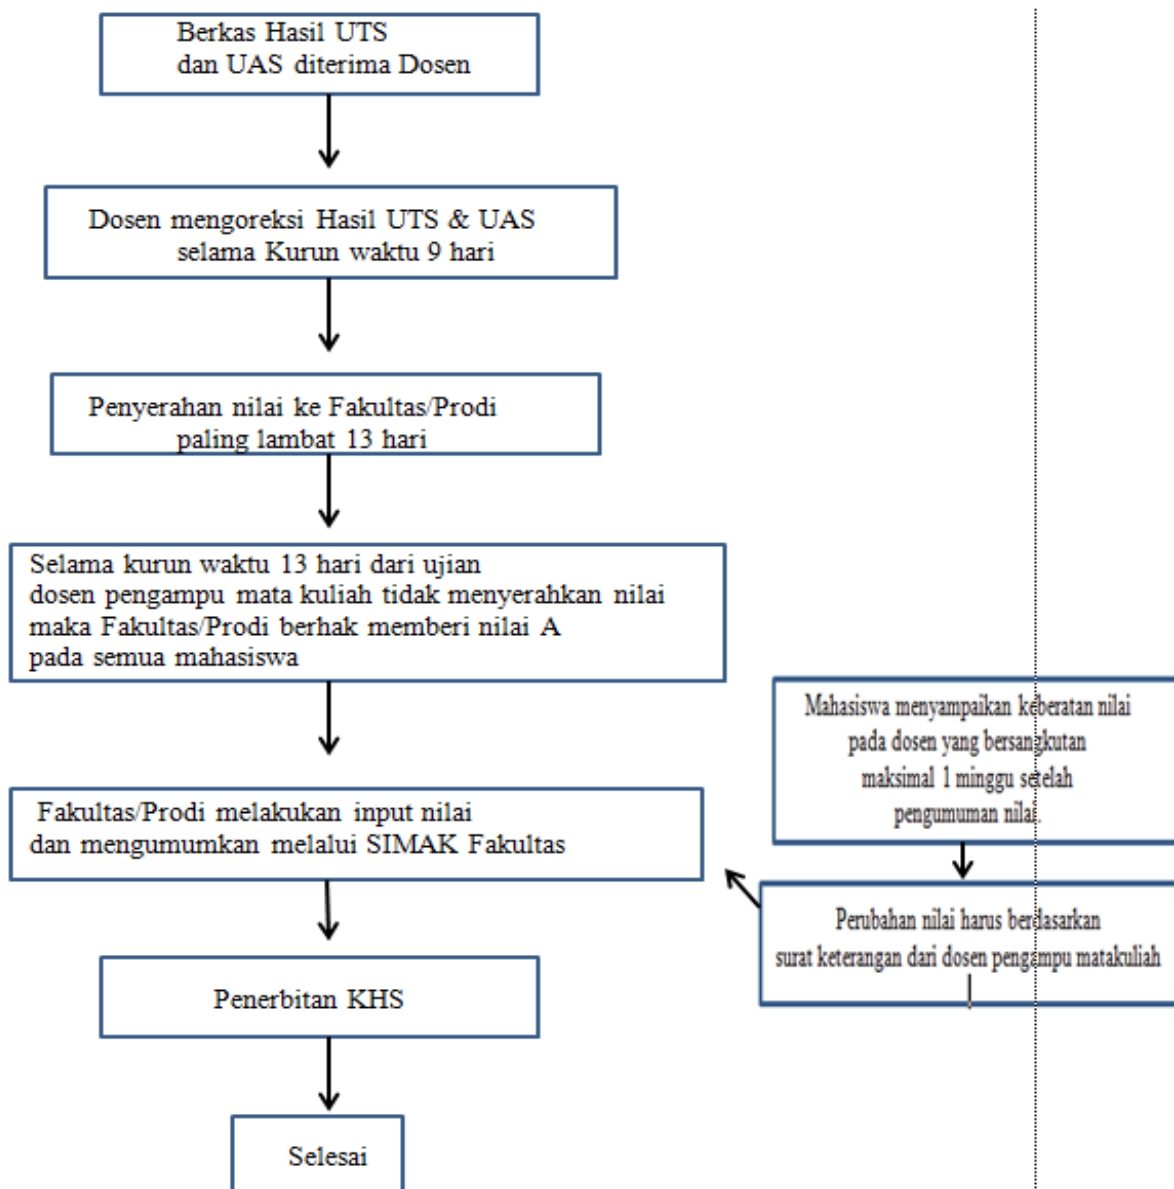 Berkas Hasil UTS
dan UAS diterima Dosen
Dosen mengoreksi Hasil UTS & UAS
selama Kurun waktu 9 hari
Penyerahan nilai ke Fakultas/Prodi
paling lambat 13 hari
Selama kurun waktu 13 hari dari ujian
dosen pengampu mata kuliah tidak menyerahkan nilai
maka Fakultas/Prodi berhak memberi nilai A
pada semua mahasiswa
Fakultas/Prodi melakukan input nilai
dan mengumumkan melalui SIMAK Fakultas
Mahasiswa menyampaikan keberatan nilai
pada dosen yang bersangkutan
maksimal 1 minggu setelah
pengumuman nilai.
Perubahan nilai harus berdasarkan
surat keterangan dari dosen pengampu matakuliah
Penerbitan KHS
Selesai